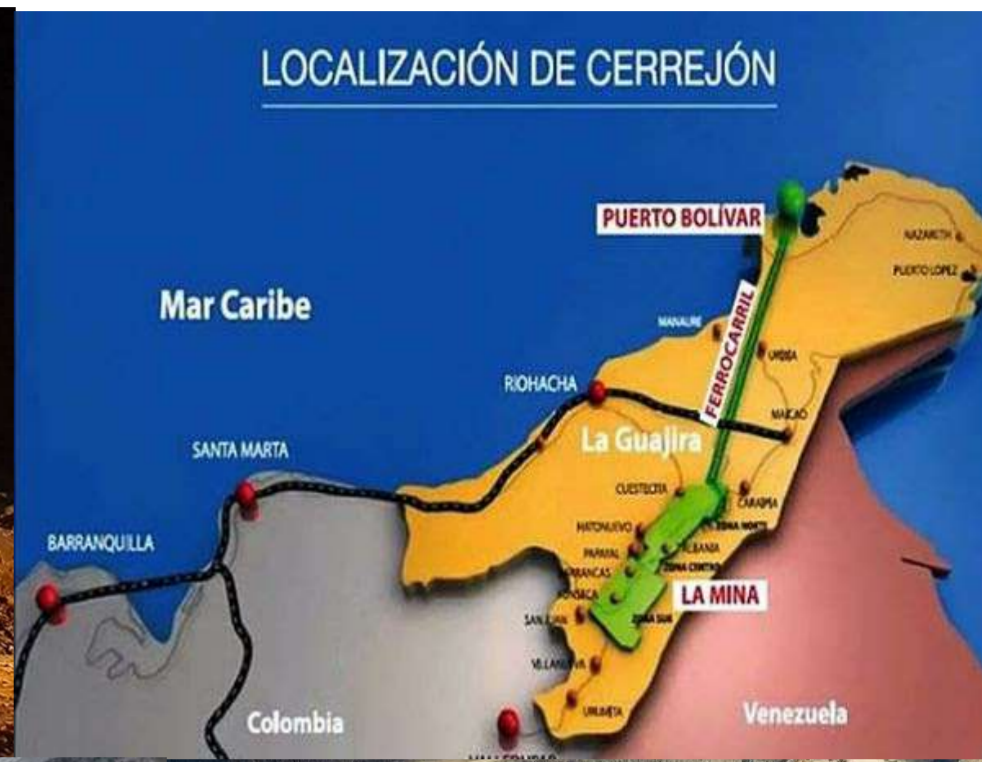 LOCALIZACIÓN DE CERREJÓN
PUERTO BOLÍVAR
NAZARETH
PUERTO LOPEZ
Mar Caribe
MANAURE
FERROCARRIL
URIBIA
RIOHACHA
MAICAO
La Guajira
SANTA MARTA
CUESTECITA
CARAIPIA
ZONA NORTE
HATONUEVO
BARRANQUILLA
PAPAYAL
ALBANIA
ZONA CENTRO
LA MINA
FONSECA
SAN JUAN
ZONA SUR
VILLANUEVA
Colombia
URUMITA
Venezuela